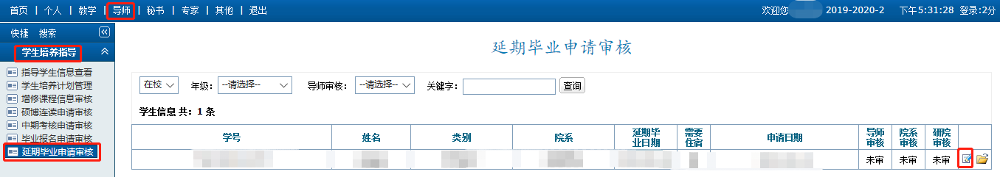 首页 | 个人 | 教学 | 导师 | 秘书 | 专家 | 其他 | 退出 欢迎您 2019-2020-2 下午5:31:28 登录:2分
快捷 搜索
学生培养指导
指导学生信息查看
学生培养计划管理
增修课程信息审核
硕博连读申请审核
中期考核申请审核
毕业报名申请审核
延期毕业申请审核
延期毕业申请审核
在校 年级: --请选择-- 导师审核: --请选择-- 关键字: 查询
学生信息 共: 1 条
学号 姓名 类别 院系 延期毕业日期 需要住宿 申请日期 导师审核 院系审核 研院审核
未审 未审 未审